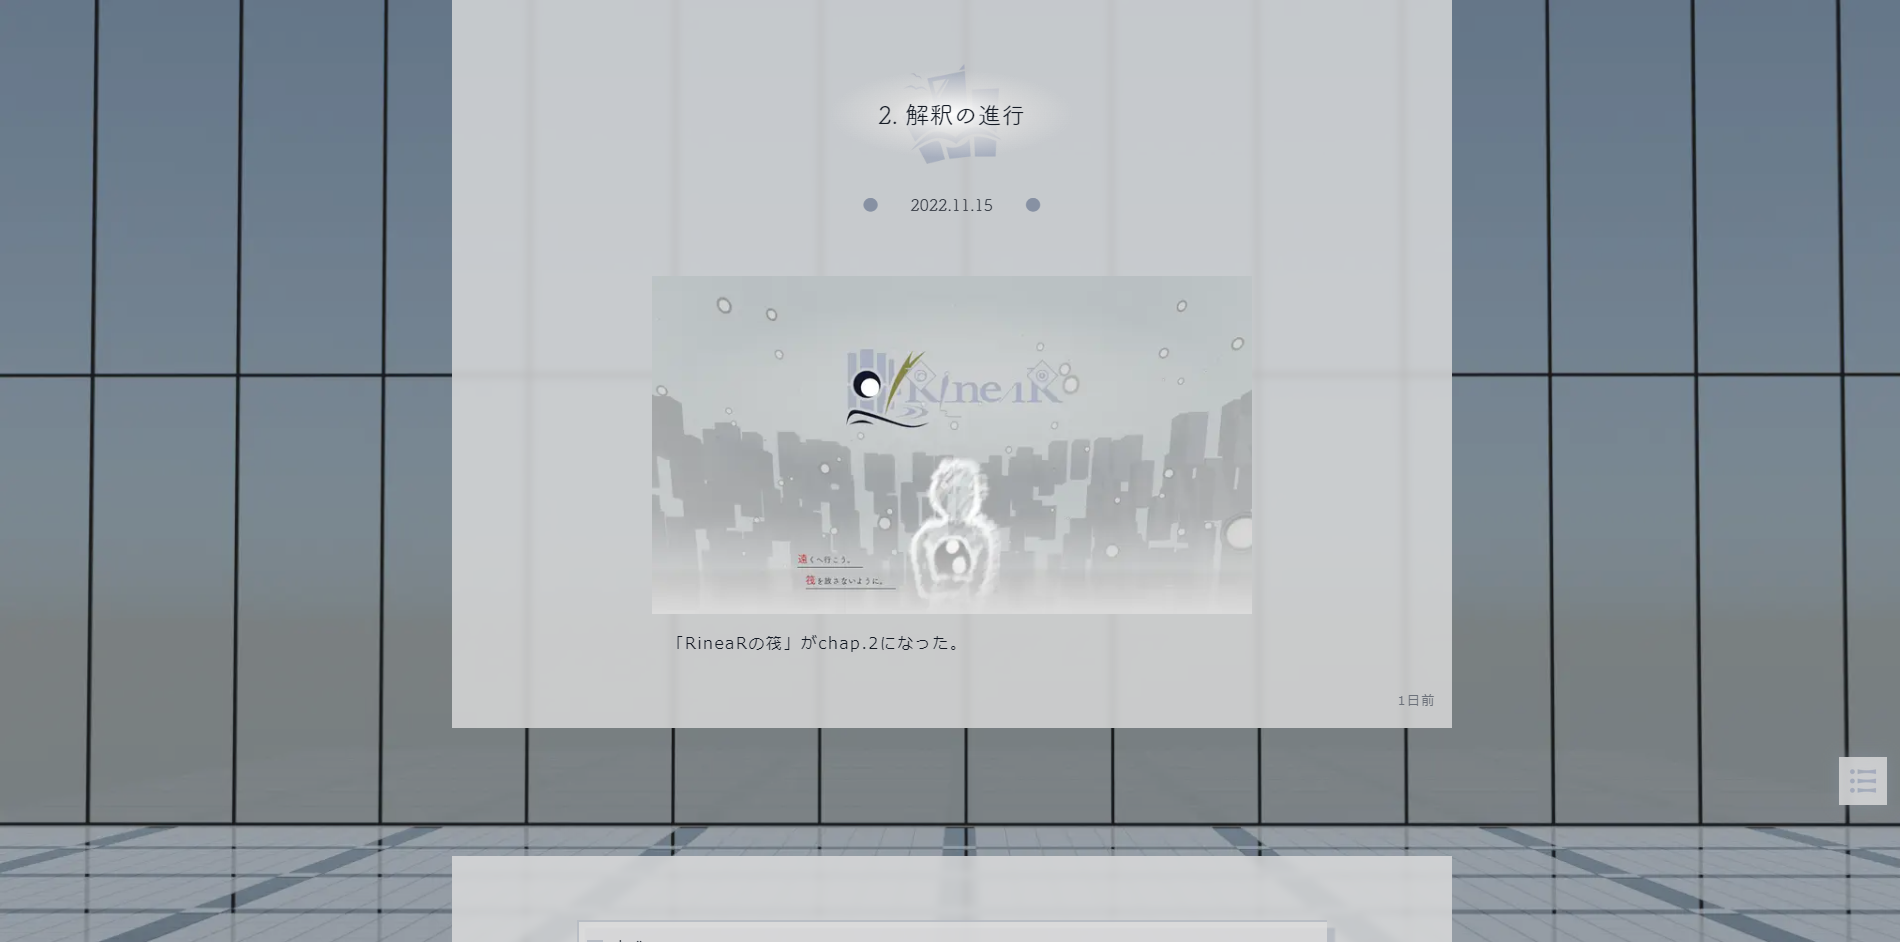 2. 解釈の進行
2022.11.15
RineaR
遠くへ行こう。
筏を放さないように。
「RineaRの筏」がchap.2になった。
1日前